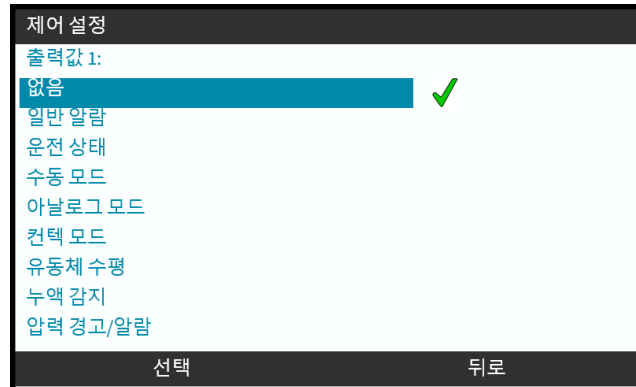 제어 설정
출력값 1:
없음
일반 알람
운전 상태
수동 모드
아날로그 모드
컨텍 모드
유동체 수평
누액 감지
압력 경고/알람
선택 뒤로